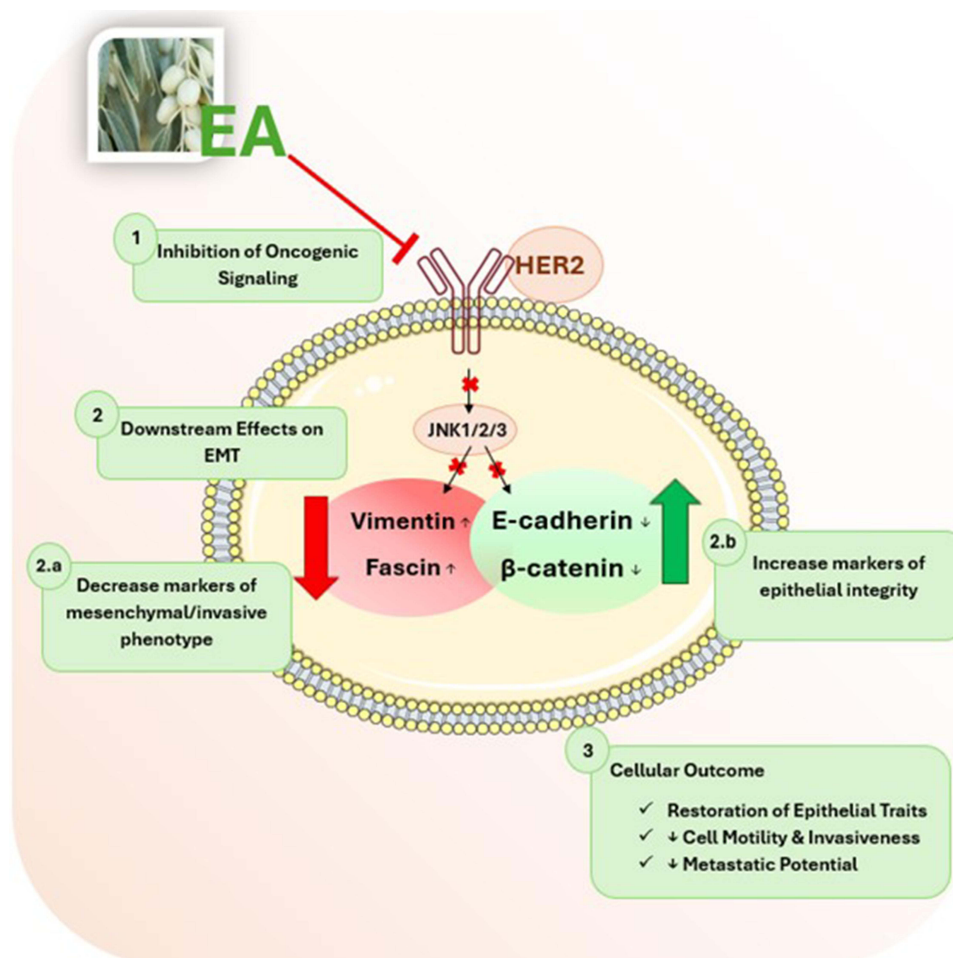 EA
1
Inhibition of Oncogenic
Signaling
HER2
2
Downstream Effects on
EMT
JNK1/2/3
Vimentin ↑
Fascin ↑
E-cadherin ↓
β-catenin ↓
2.a
Decrease markers of
mesenchymal/invasive
phenotype
2.b
Increase markers of
epithelial integrity
3
Cellular Outcome
✓ Restoration of Epithelial Traits
✓ ↓ Cell Motility & Invasiveness
✓ ↓ Metastatic Potential